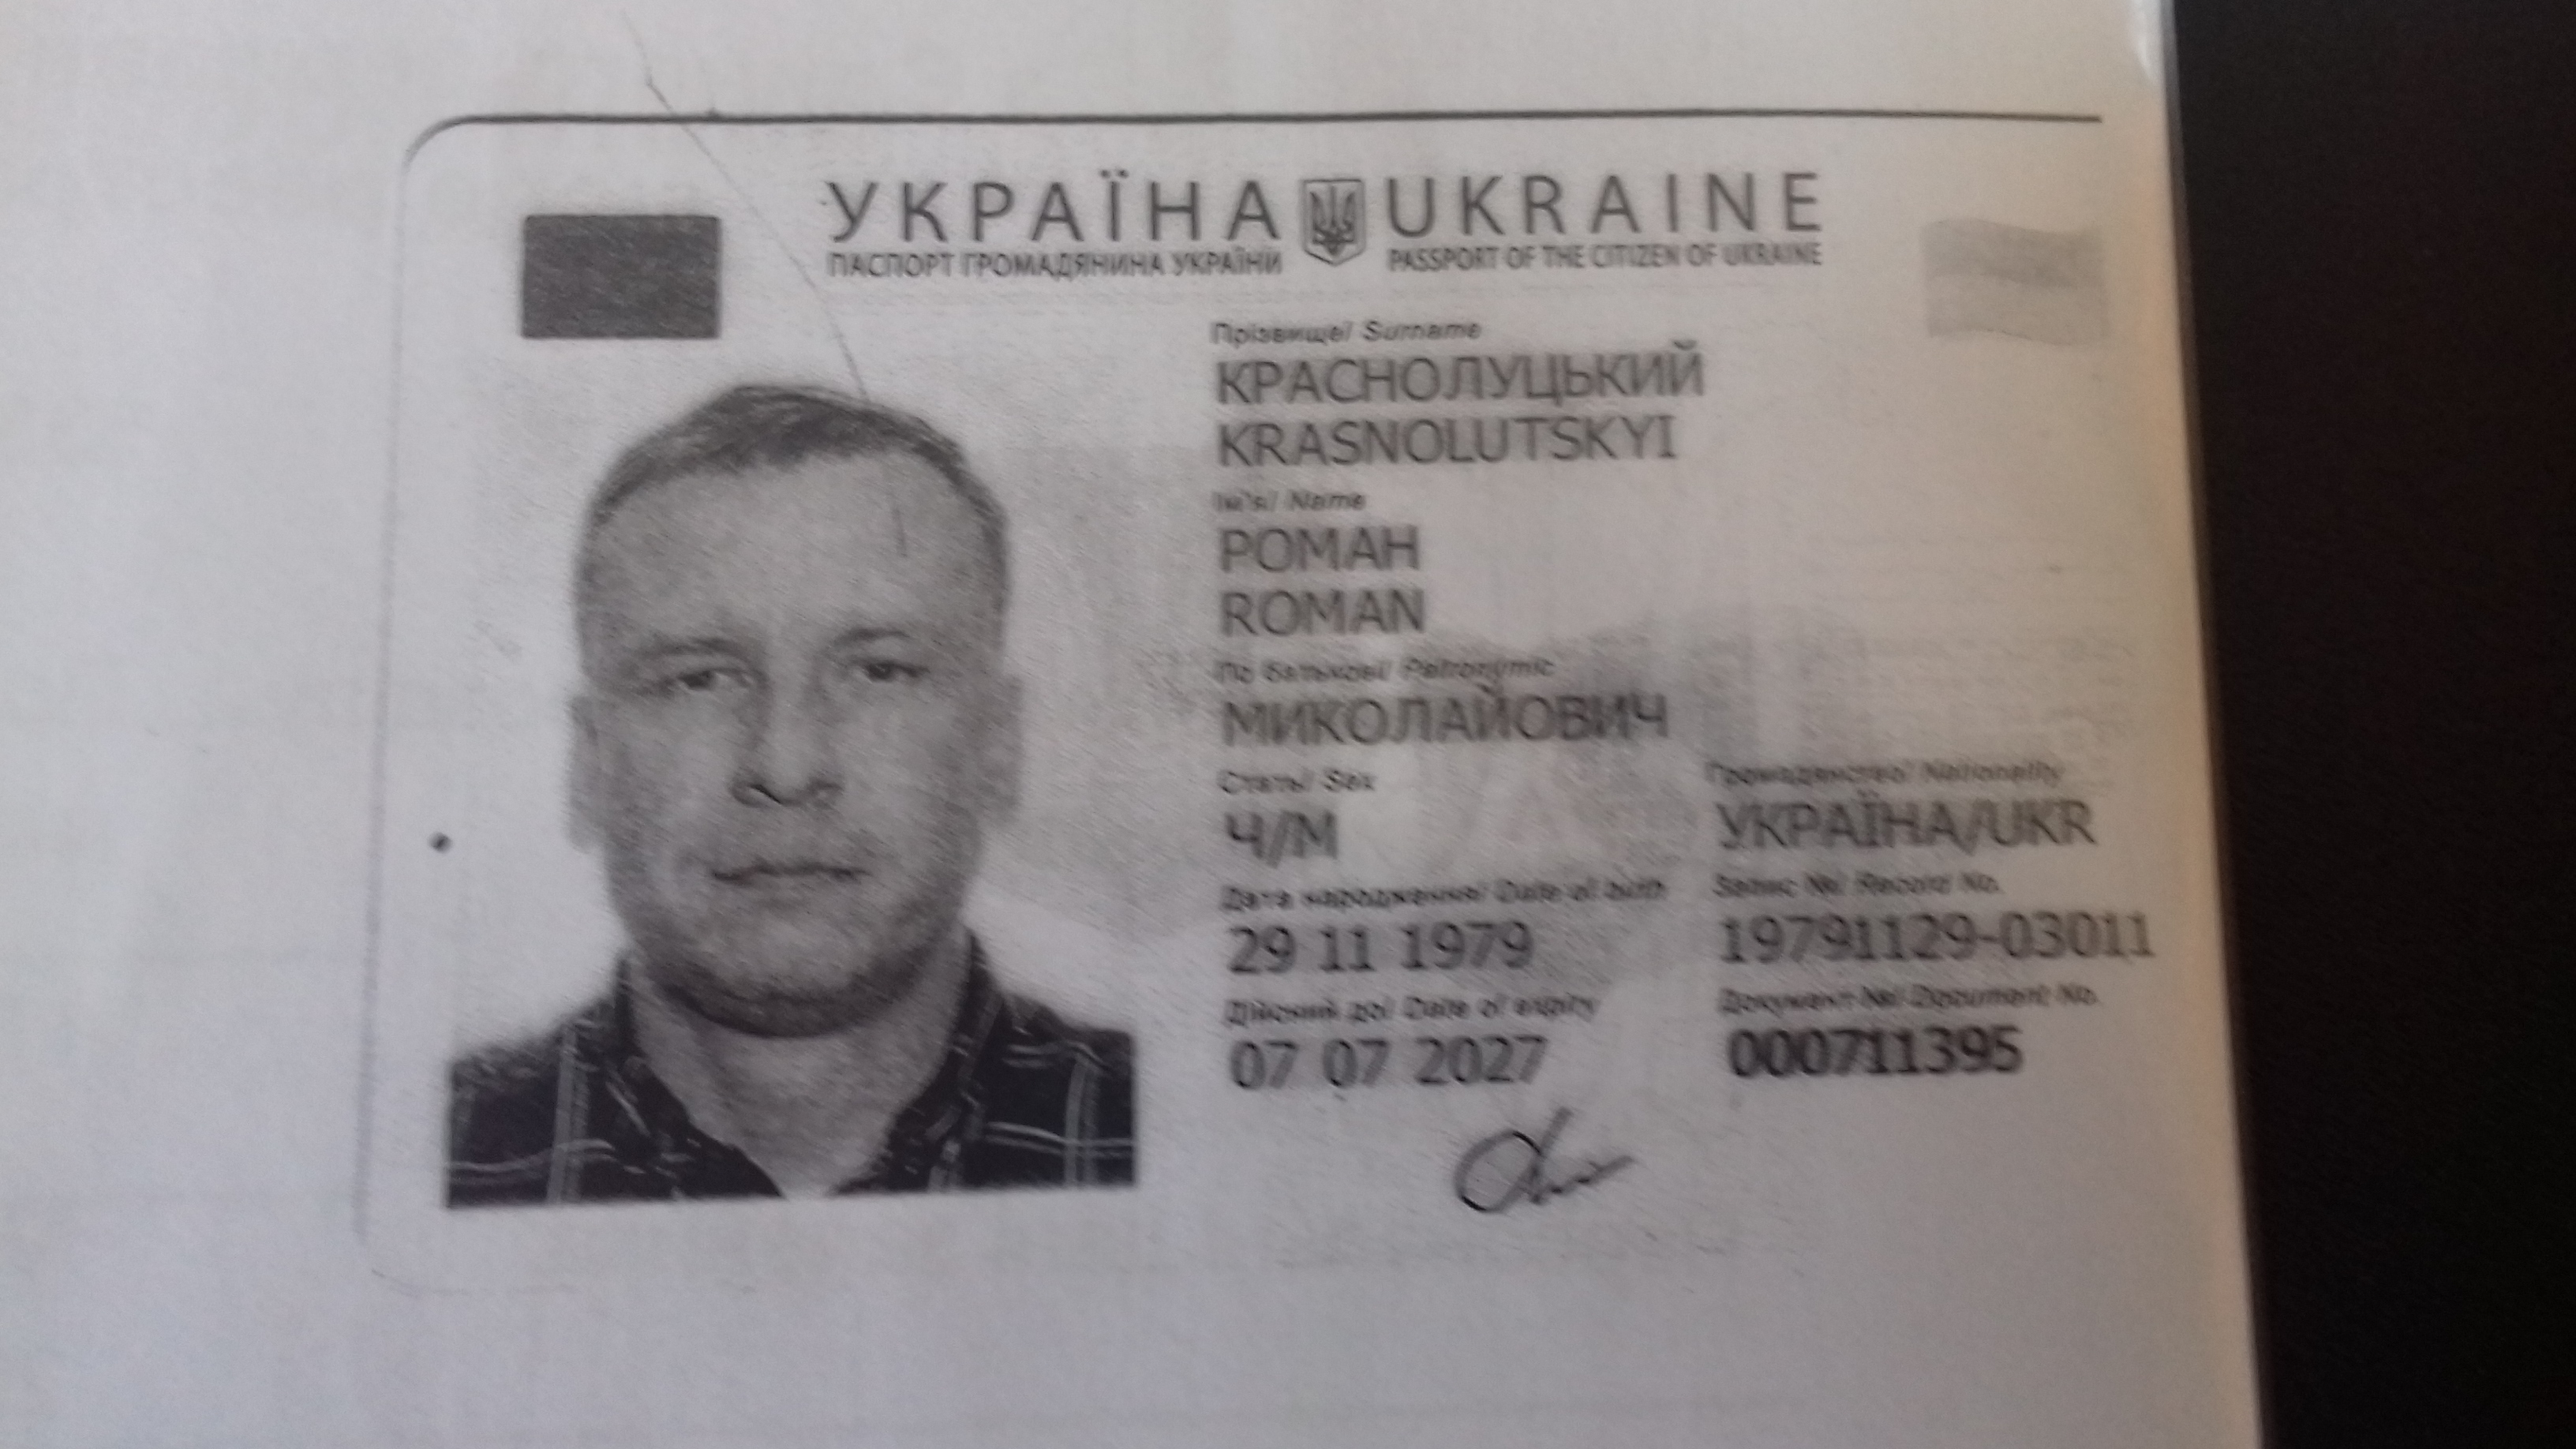 УКРАЇНА UKRAINE
ПАСПОРТ ГРОМАДЯНИНА УКРАЇНИ PASSPORT OF THE CITIZEN OF UKRAINE
Прізвище/ Surname
КРАСНОЛУЦЬКИЙ
KRASNOLUTSKYI
Ім'я/ Name
РОМАН
ROMAN
По батькові/ Patronymic
МИКОЛАЙОВИЧ
Стать/ Sex Громадянство/ Nationality
Ч/М УКРАЇНА/UKR
Дата народження/ Date of birth Запис №/ Record No.
29 11 1979 19791129-03011
Дійсний до/ Date of expiry Документ №/ Document No.
07 07 2027 000711395